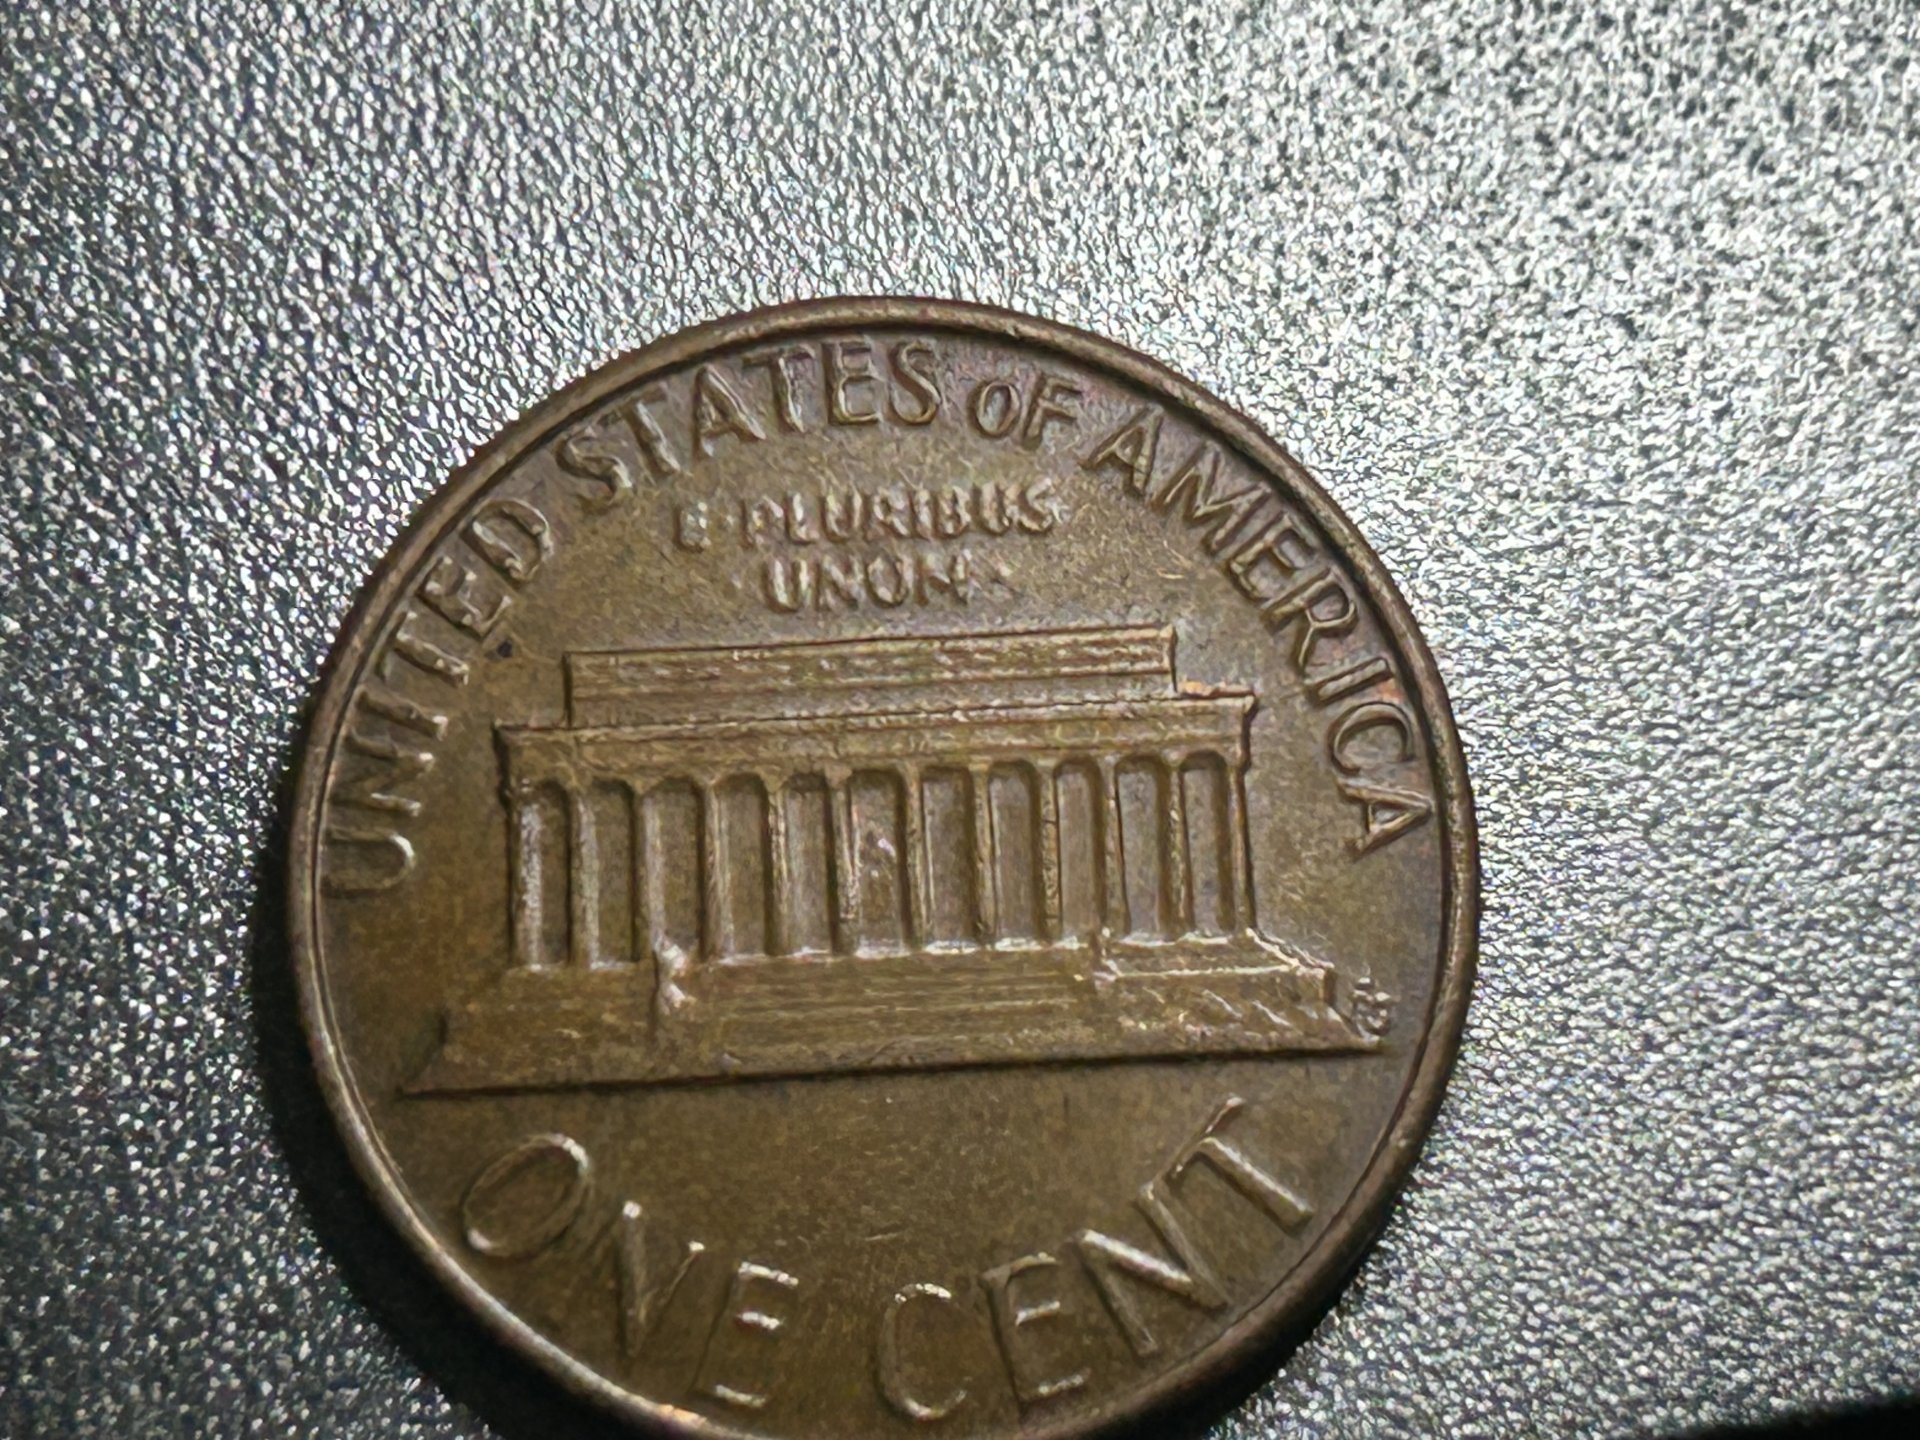 UNITED STATES OF AMERICA
E PLURIBUS
UNUM
ONE CENT